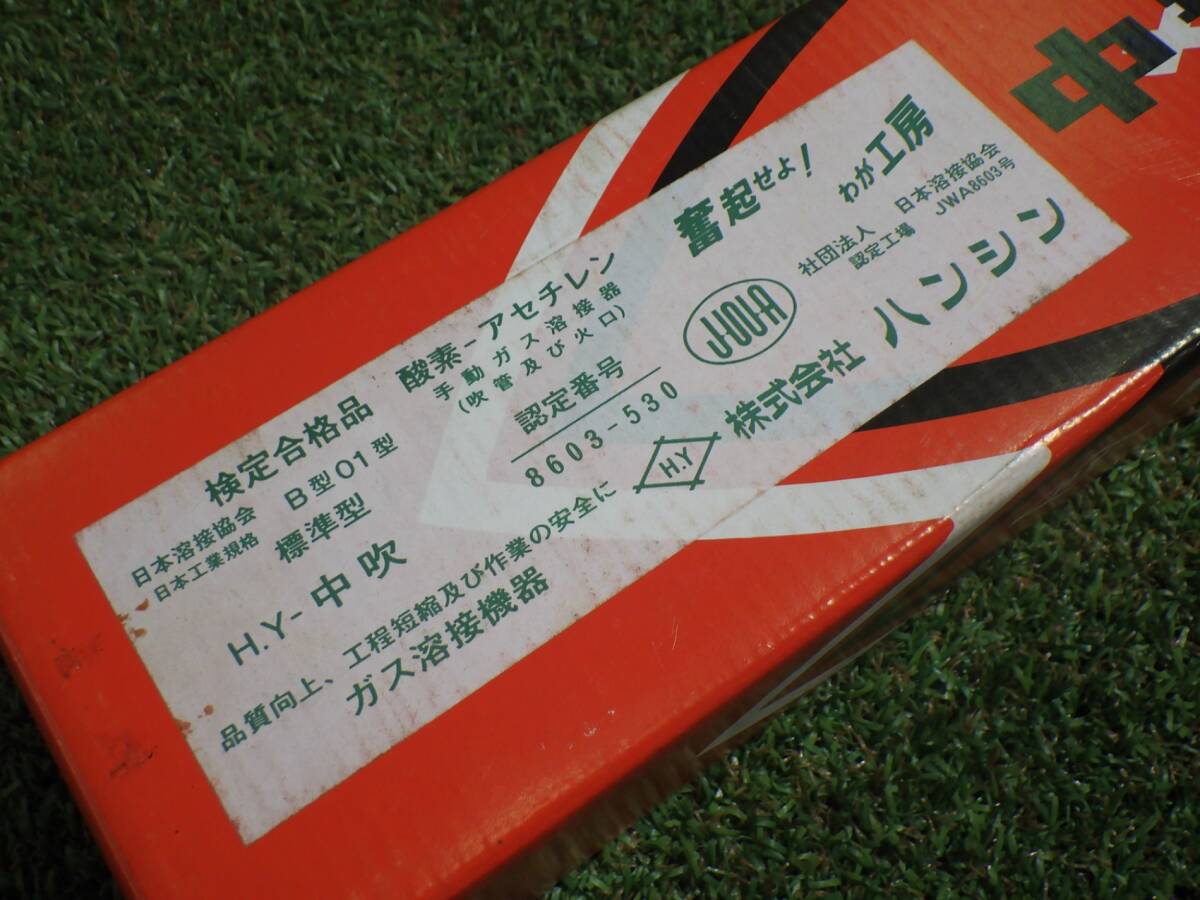 中
検定合格品
日本溶接協会
日本工業規格
B型01型
標準型
H.Y-中吹
酸素-アセチレン
手動ガス溶接器
(吹管及び火口)
認定番号
8603-530
奮起せよ!
わが工房
社団法人 日本溶接協会
認定工場 JWA8603号
品質向上、工程短縮及び作業の安全に
ガス溶接機器
H.Y
株式会社 ハンシン